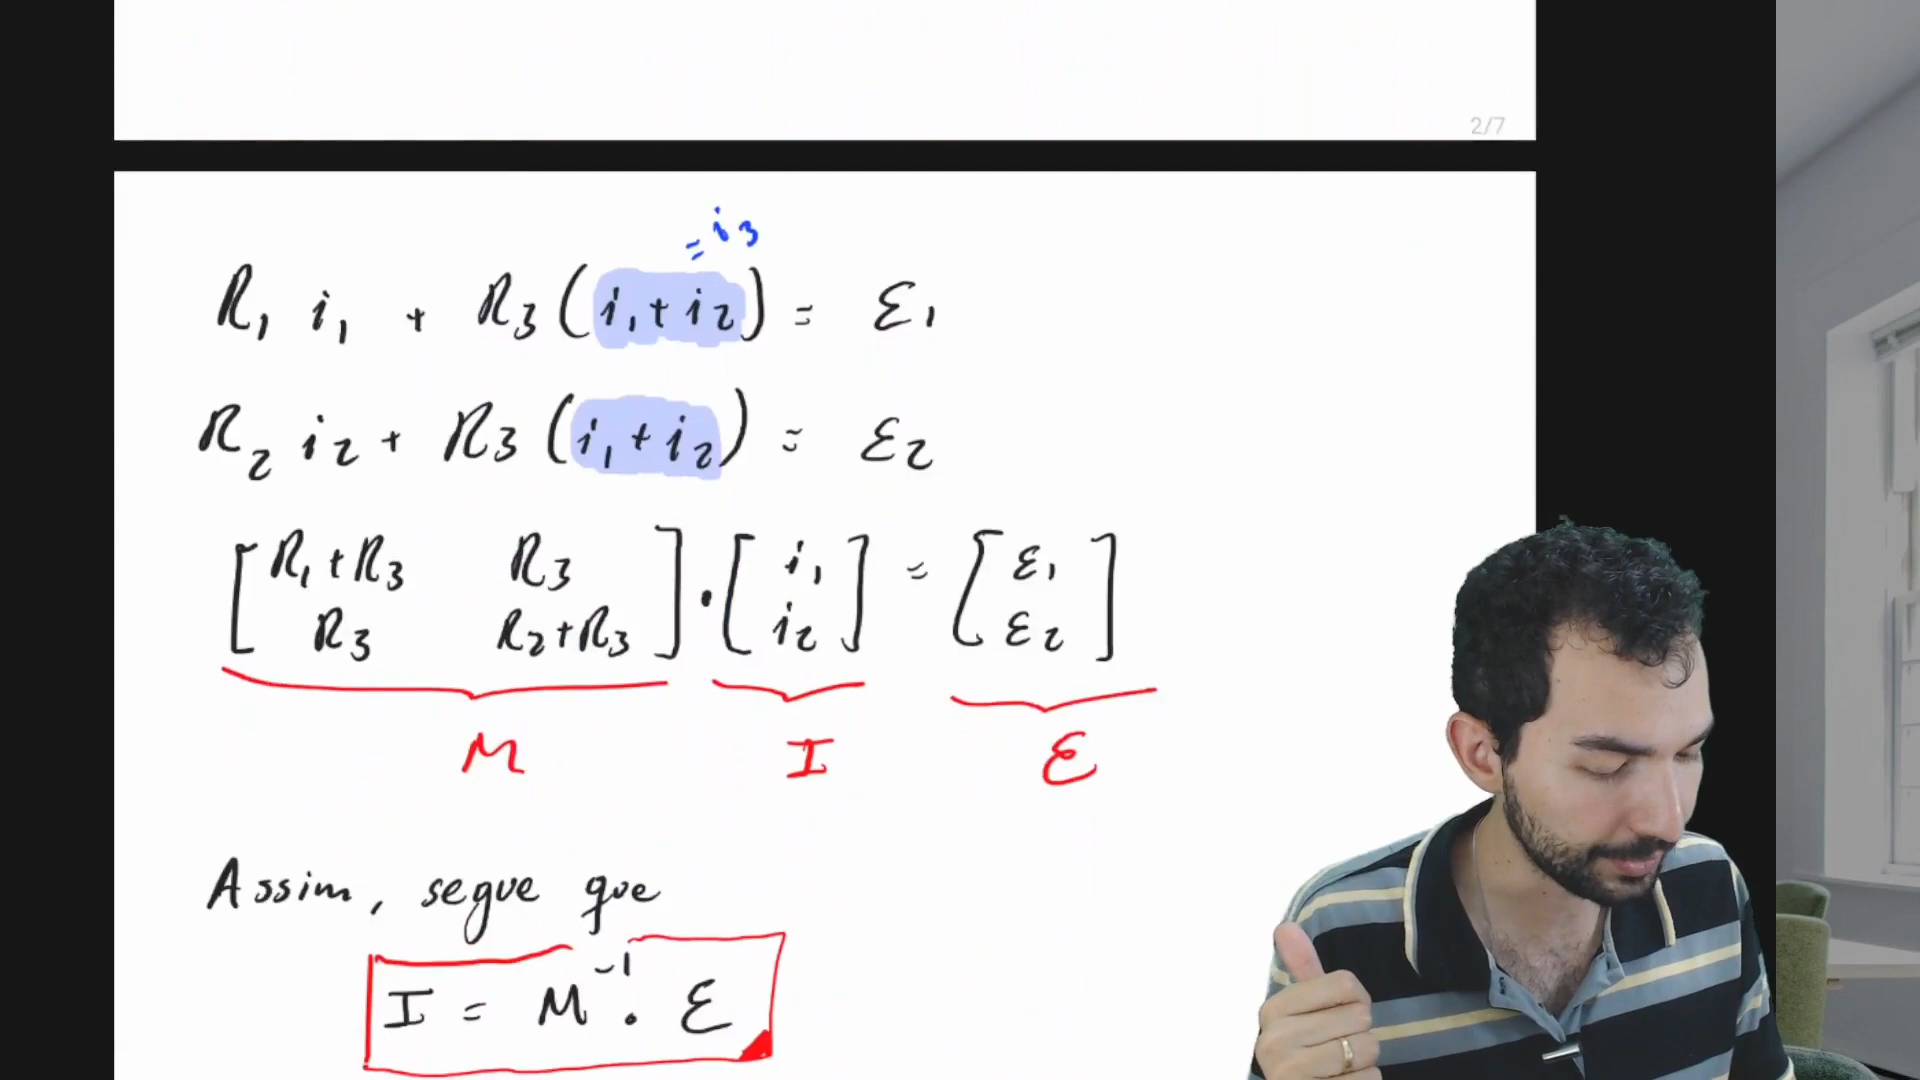 2/7
= i3
R1 i1 + R3 (i1 + i2) = ε1
R2 i2 + R3 (i1 + i2) = ε2
[R1+R3 R3] . [i1] = [ε1]
[R3 R2+R3] [i2] [ε2]
M I ε
Assim, segue que
I = M⁻¹ . ε